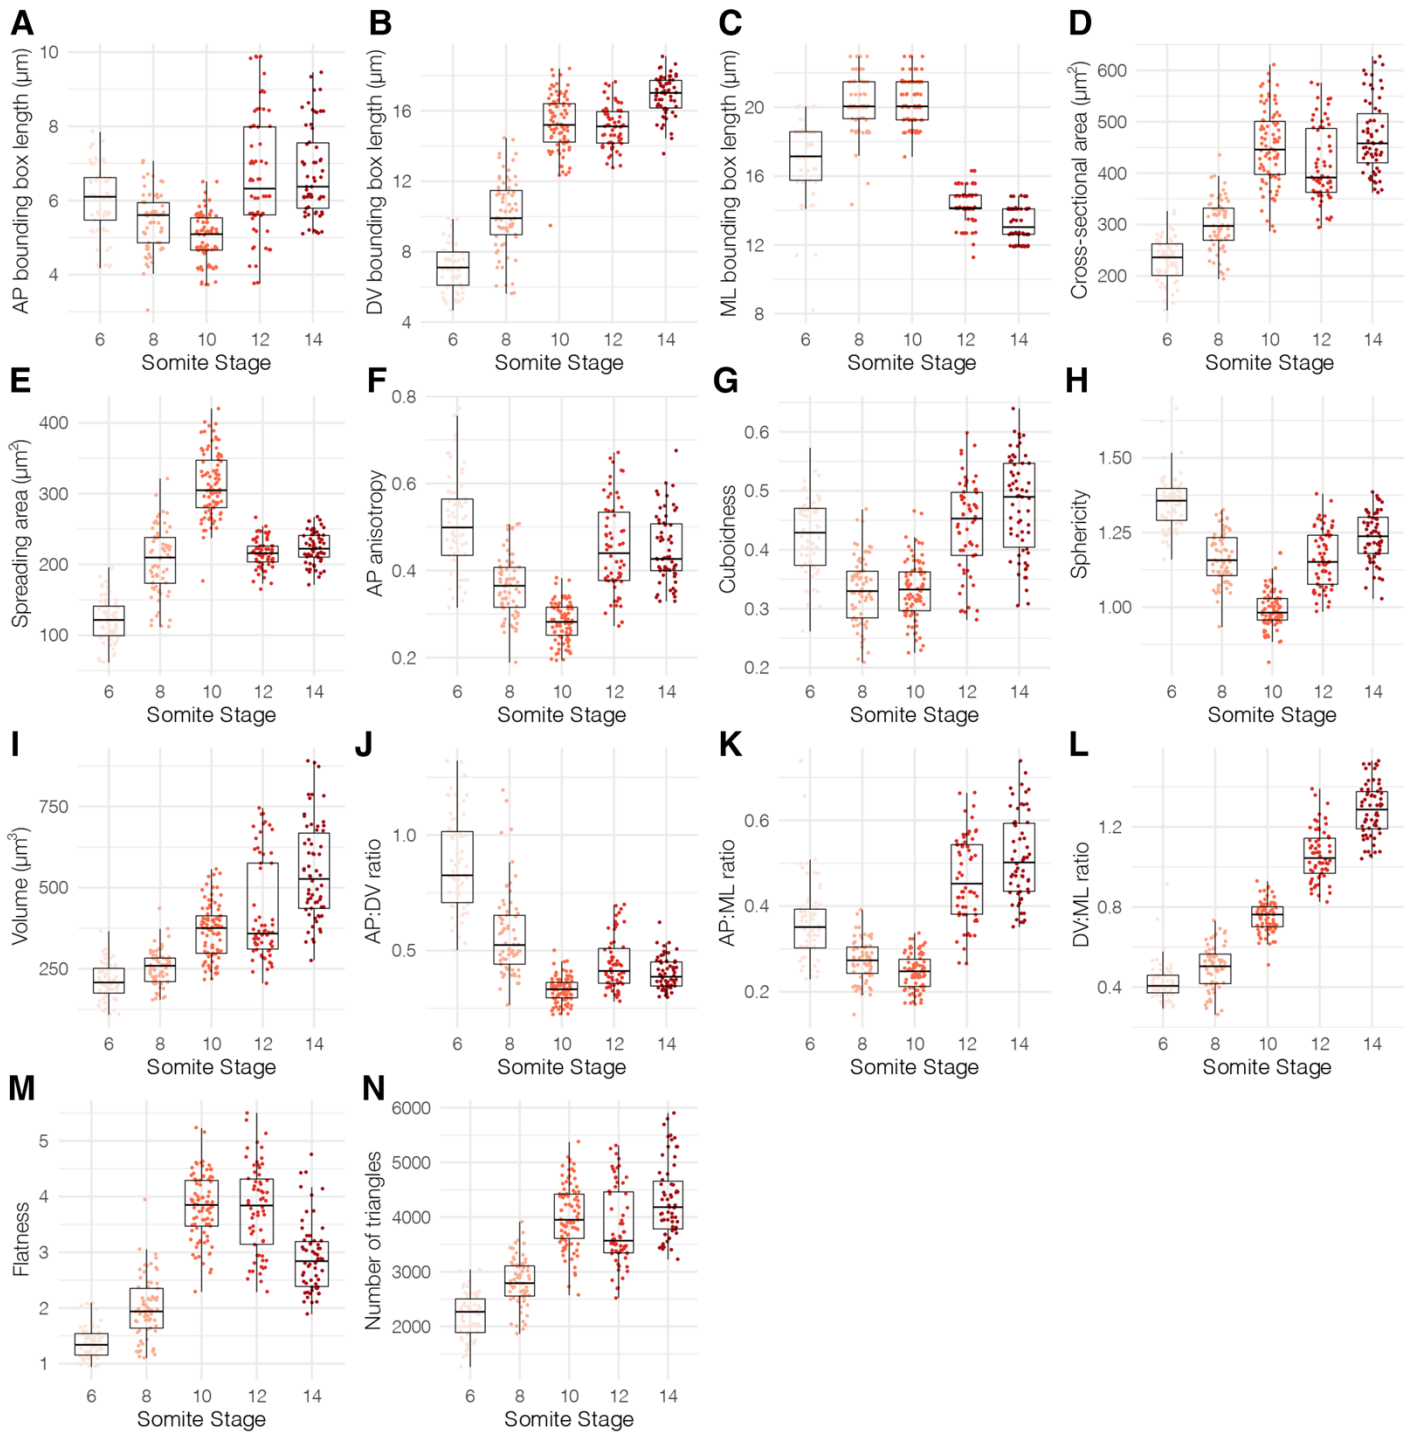 A
AP bounding box length (µm)
10
8
6
4
6 8 10 12 14
Somite Stage
B
DV bounding box length (µm)
16
12
8
4
6 8 10 12 14
Somite Stage
C
ML bounding box length (µm)
20
16
12
8
6 8 10 12 14
Somite Stage
D
Cross-sectional area (µm²)
600
500
400
300
200
6 8 10 12 14
Somite Stage
E
Spreading area (µm²)
400
300
200
100
6 8 10 12 14
Somite Stage
F
AP anisotropy
0.8
0.6
0.4
0.2
6 8 10 12 14
Somite Stage
G
Cuboidness
0.6
0.5
0.4
0.3
0.2
6 8 10 12 14
Somite Stage
H
Sphericity
1.50
1.25
1.00
6 8 10 12 14
Somite Stage
I
Volume (µm³)
750
500
250
6 8 10 12 14
Somite Stage
J
AP:DV ratio
1.0
0.5
6 8 10 12 14
Somite Stage
K
AP:ML ratio
0.6
0.4
0.2
6 8 10 12 14
Somite Stage
L
DV:ML ratio
1.2
0.8
0.4
6 8 10 12 14
Somite Stage
M
Flatness
5
4
3
2
1
6 8 10 12 14
Somite Stage
N
Number of triangles
6000
5000
4000
3000
2000
6 8 10 12 14
Somite Stage